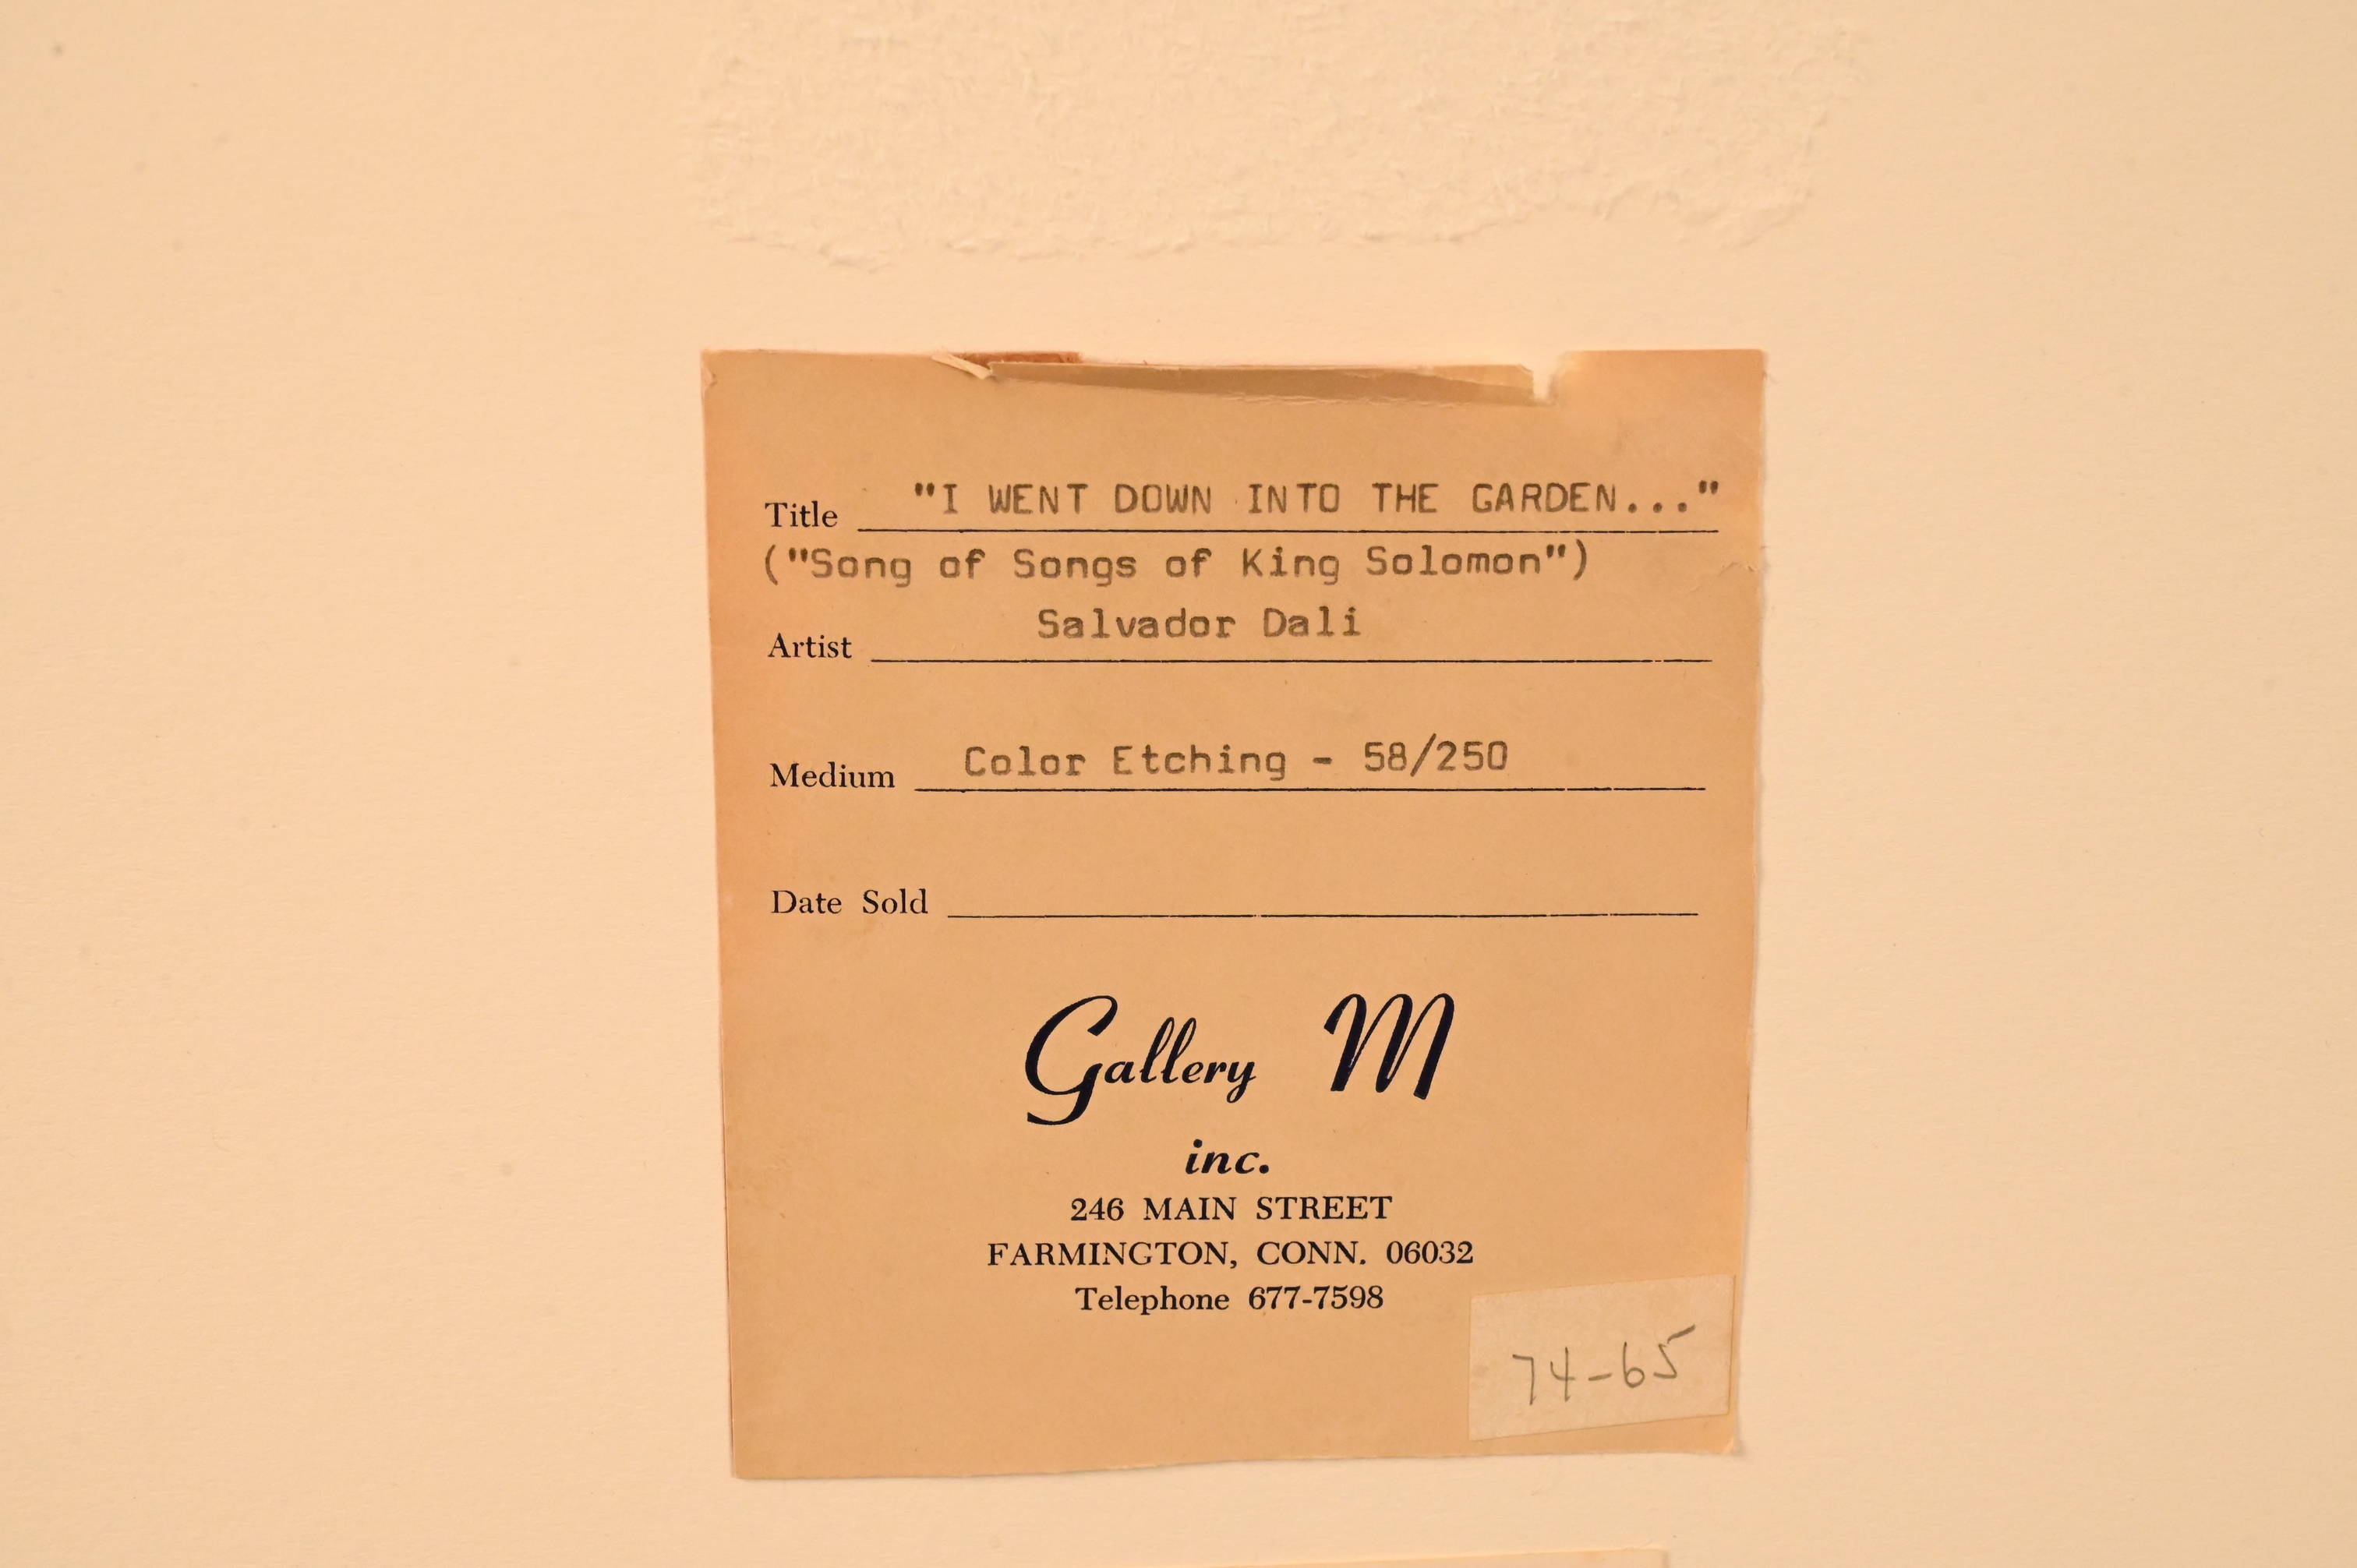 Title "I WENT DOWN INTO THE GARDEN..."
("Song of Songs of King Solomon")
Artist Salvador Dali
Medium Color Etching - 58/250
Date Sold
Gallery M
inc.
246 MAIN STREET
FARMINGTON, CONN. 06032
Telephone 677-7598
74-65